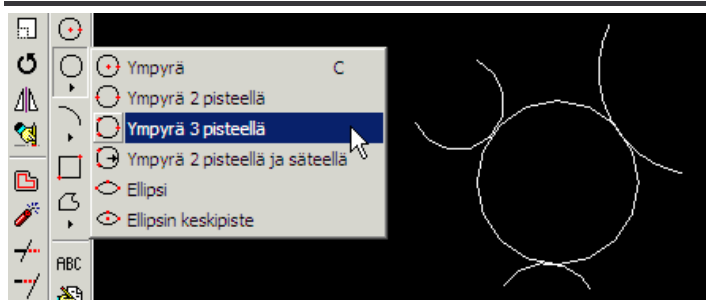 Ympyrä C
Ympyrä 2 pisteellä
Ympyrä 3 pisteellä
Ympyrä 2 pisteellä ja säteellä
Ellipsi
Ellipsin keskipiste
ABC